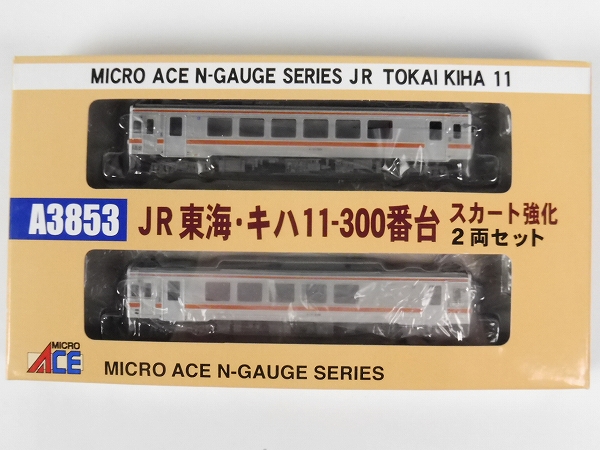 MICRO ACE N-GAUGE SERIES JR TOKAI KIHA 11
A3853
JR東海・キハ11-300番台
スカート強化
2両セット
MICRO
ACE
MICRO ACE N-GAUGE SERIES